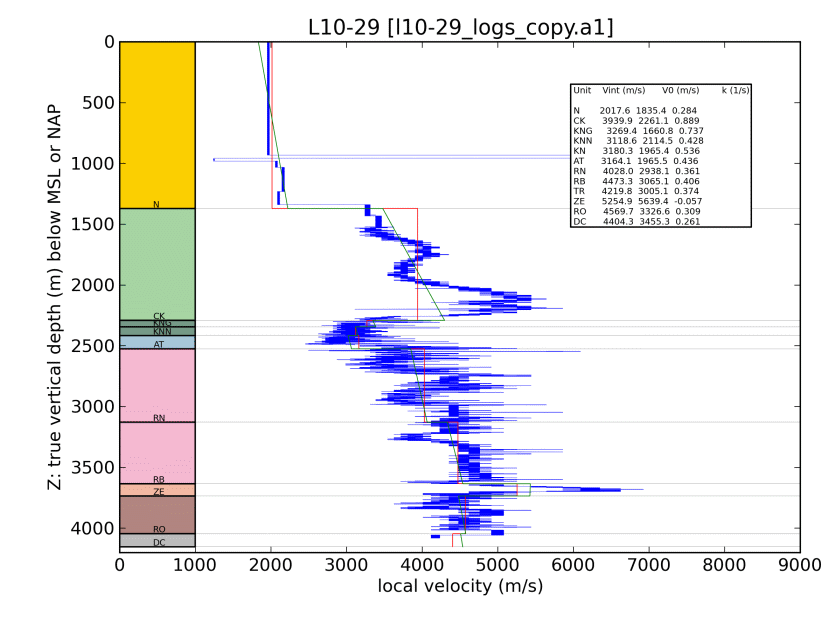 L10-29 [l10-29_logs_copy.a1]
0
500
1000
1500
2000
2500
3000
3500
4000
Z: true vertical depth (m) below MSL or NAP
N
CK
KNG
KNN
AT
RN
RB
ZE
RO
DC
Unit Vint (m/s) V0 (m/s) k (1/s)
N 2017.6 1835.4 0.284
CK 3939.9 2261.1 0.889
KNG 3269.4 1660.8 0.737
KNN 3118.6 2114.5 0.428
KN 3180.3 1965.4 0.536
AT 3164.1 1965.5 0.436
RN 4028.0 2938.1 0.361
RB 4473.3 3065.1 0.406
TR 4219.8 3005.1 0.374
ZE 5254.9 5639.4 -0.057
RO 4569.7 3326.6 0.309
DC 4404.3 3455.3 0.261
0 1000 2000 3000 4000 5000 6000 7000 8000 9000
local velocity (m/s)